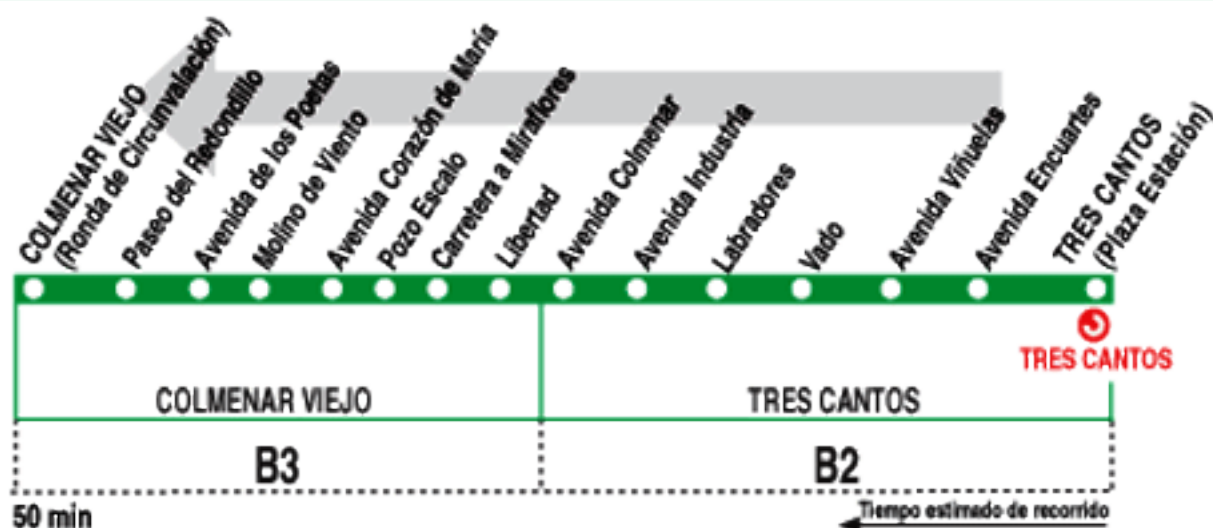 COLMENAR VIEJO
(Ronda de Circunvalación)
Paseo del Redondillo
Avenida de los Poetas
Molino de Viento
Avenida Corazón de María
Pozo Escalo
Carretera a Miraflores
Libertad
Avenida Colmenar
Avenida Industria
Labradores
Vado
Avenida Viñuelas
Avenida Encuartes
TRES CANTOS
(Plaza Estación)
TRES CANTOS
COLMENAR VIEJO
TRES CANTOS
B3
B2
50 min
Tiempo estimado de recorrido